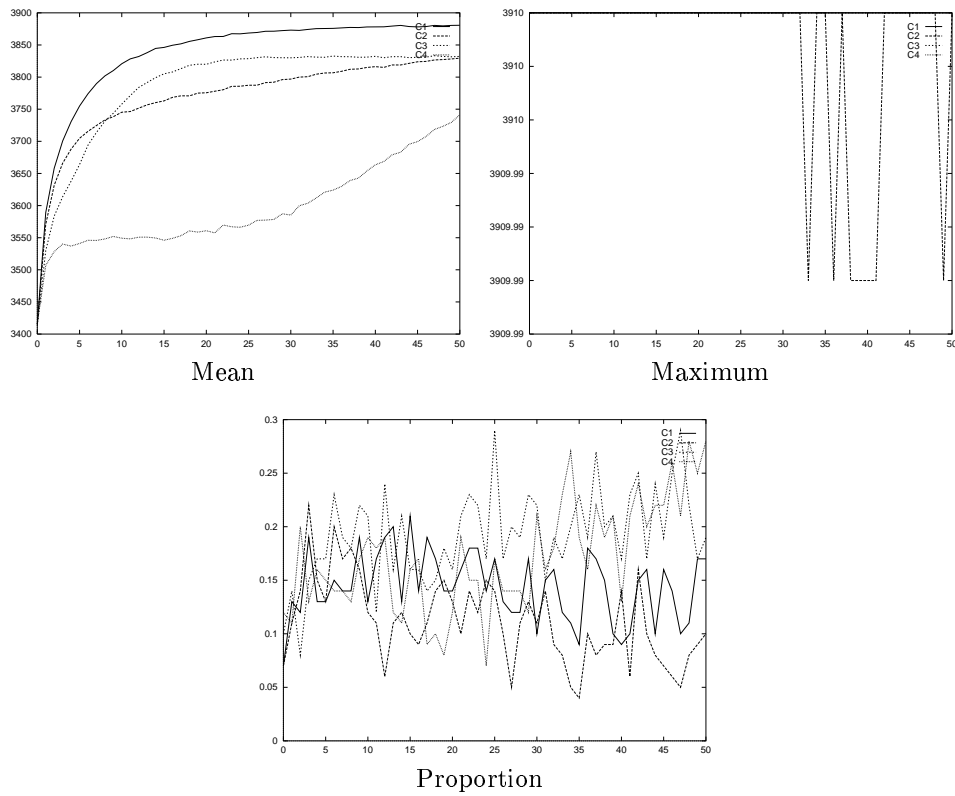 3900
3850
3800
3750
3700
3650
3600
3550
3500
3450
3400
0 5 10 15 20 25 30 35 40 45 50
C1
C2
C3
C4
Mean
3910
3910
3910
3909.99
3909.99
3909.99
3909.99
0 5 10 15 20 25 30 35 40 45 50
C1
C2
C3
C4
Maximum
0.3
0.25
0.2
0.15
0.1
0.05
0
0 5 10 15 20 25 30 35 40 45 50
C1
C2
C3
C4
Proportion